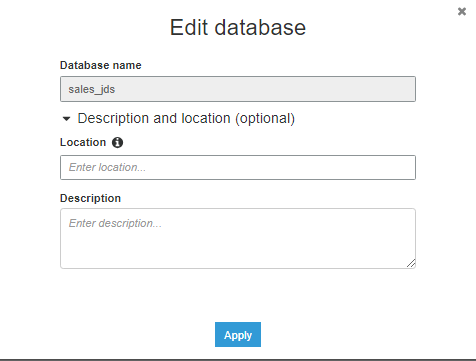 Edit database
Database name
sales_jds
Description and location (optional)
Location
Enter location...
Description
Enter description...
Apply